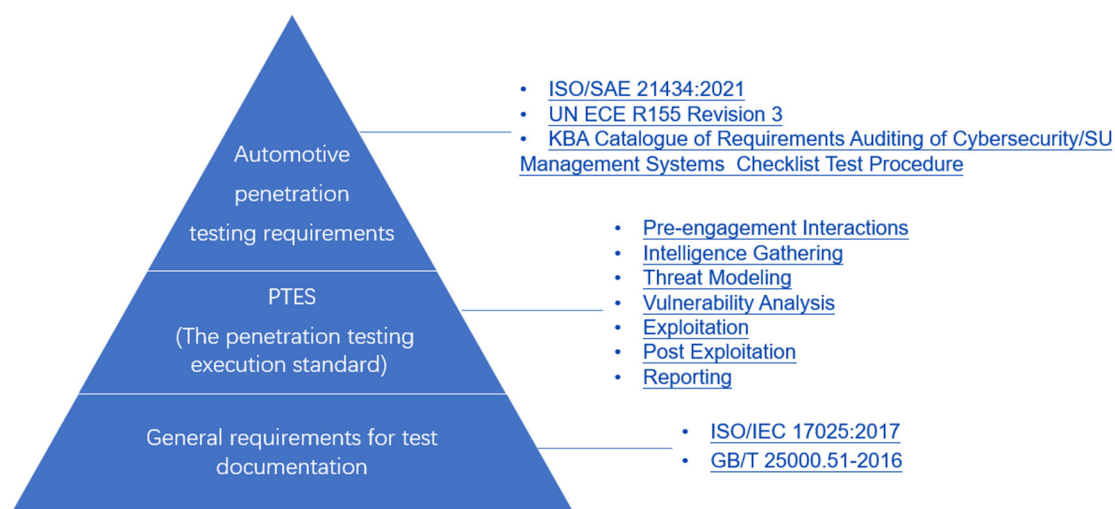 Automotive
penetration
testing requirements
• ISO/SAE 21434:2021
• UN ECE R155 Revision 3
• KBA Catalogue of Requirements Auditing of Cybersecurity/SU
Management Systems Checklist Test Procedure
PTES
(The penetration testing
execution standard)
• Pre-engagement Interactions
• Intelligence Gathering
• Threat Modeling
• Vulnerability Analysis
• Exploitation
• Post Exploitation
• Reporting
General requirements for test
documentation
• ISO/IEC 17025:2017
• GB/T 25000.51-2016